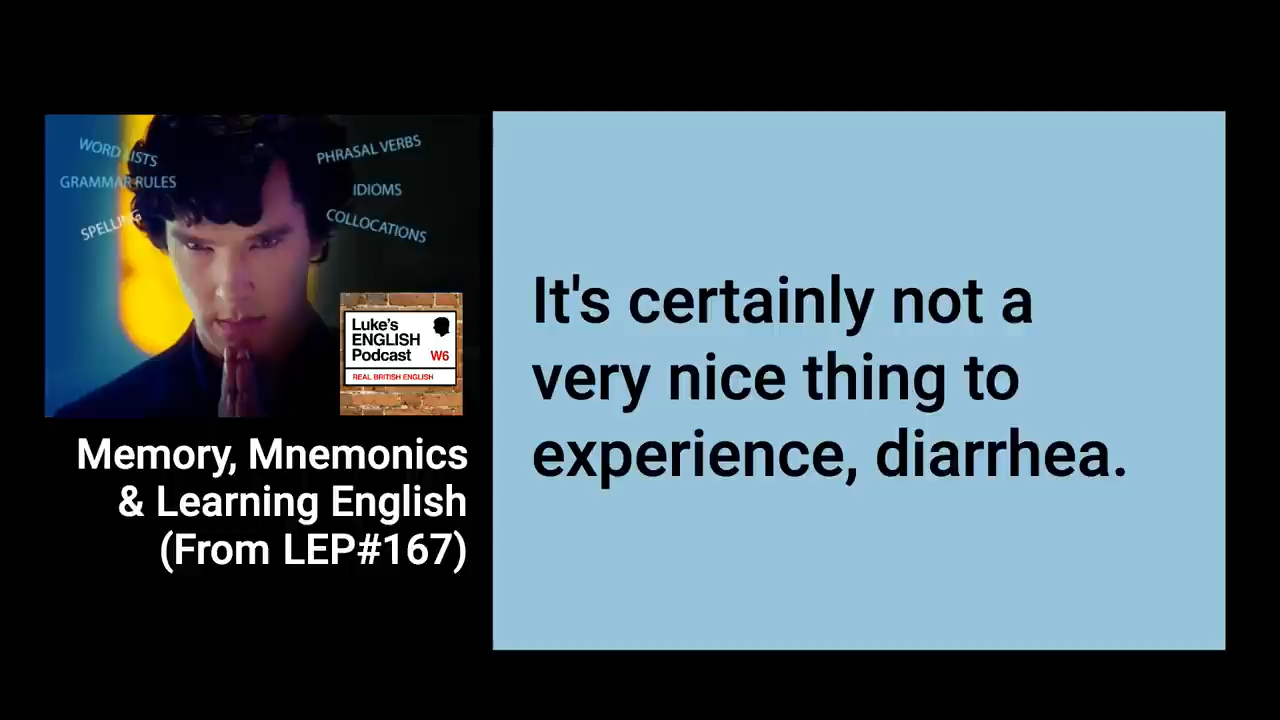 WORD LISTS
GRAMMAR RULES
SPELLING
PHRASAL VERBS
IDIOMS
COLLOCATIONS
Luke's
ENGLISH
Podcast W6
REAL BRITISH ENGLISH
Memory, Mnemonics
& Learning English
(From LEP#167)
It's certainly not a
very nice thing to
experience, diarrhea.